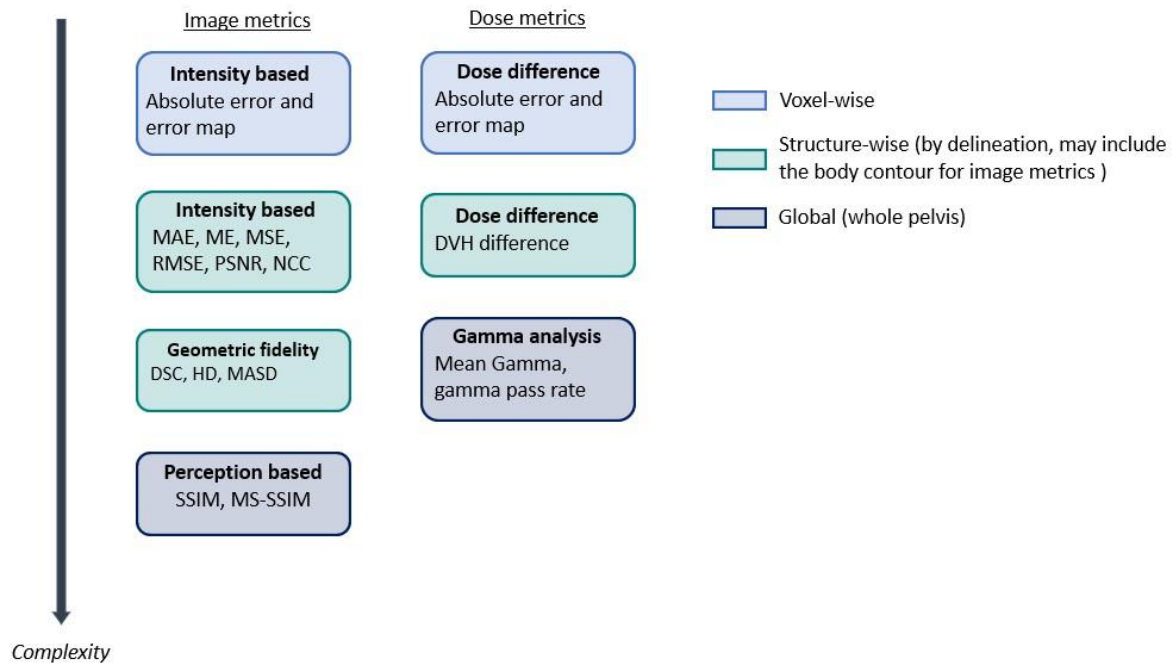 Image metrics
Intensity based
Absolute error and
error map
Intensity based
MAE, ME, MSE,
RMSE, PSNR, NCC
Geometric fidelity
DSC, HD, MASD
Perception based
SSIM, MS-SSIM
Dose metrics
Dose difference
Absolute error and
error map
Dose difference
DVH difference
Gamma analysis
Mean Gamma,
gamma pass rate
Voxel-wise
Structure-wise (by delineation, may include
the body contour for image metrics )
Global (whole pelvis)
Complexity